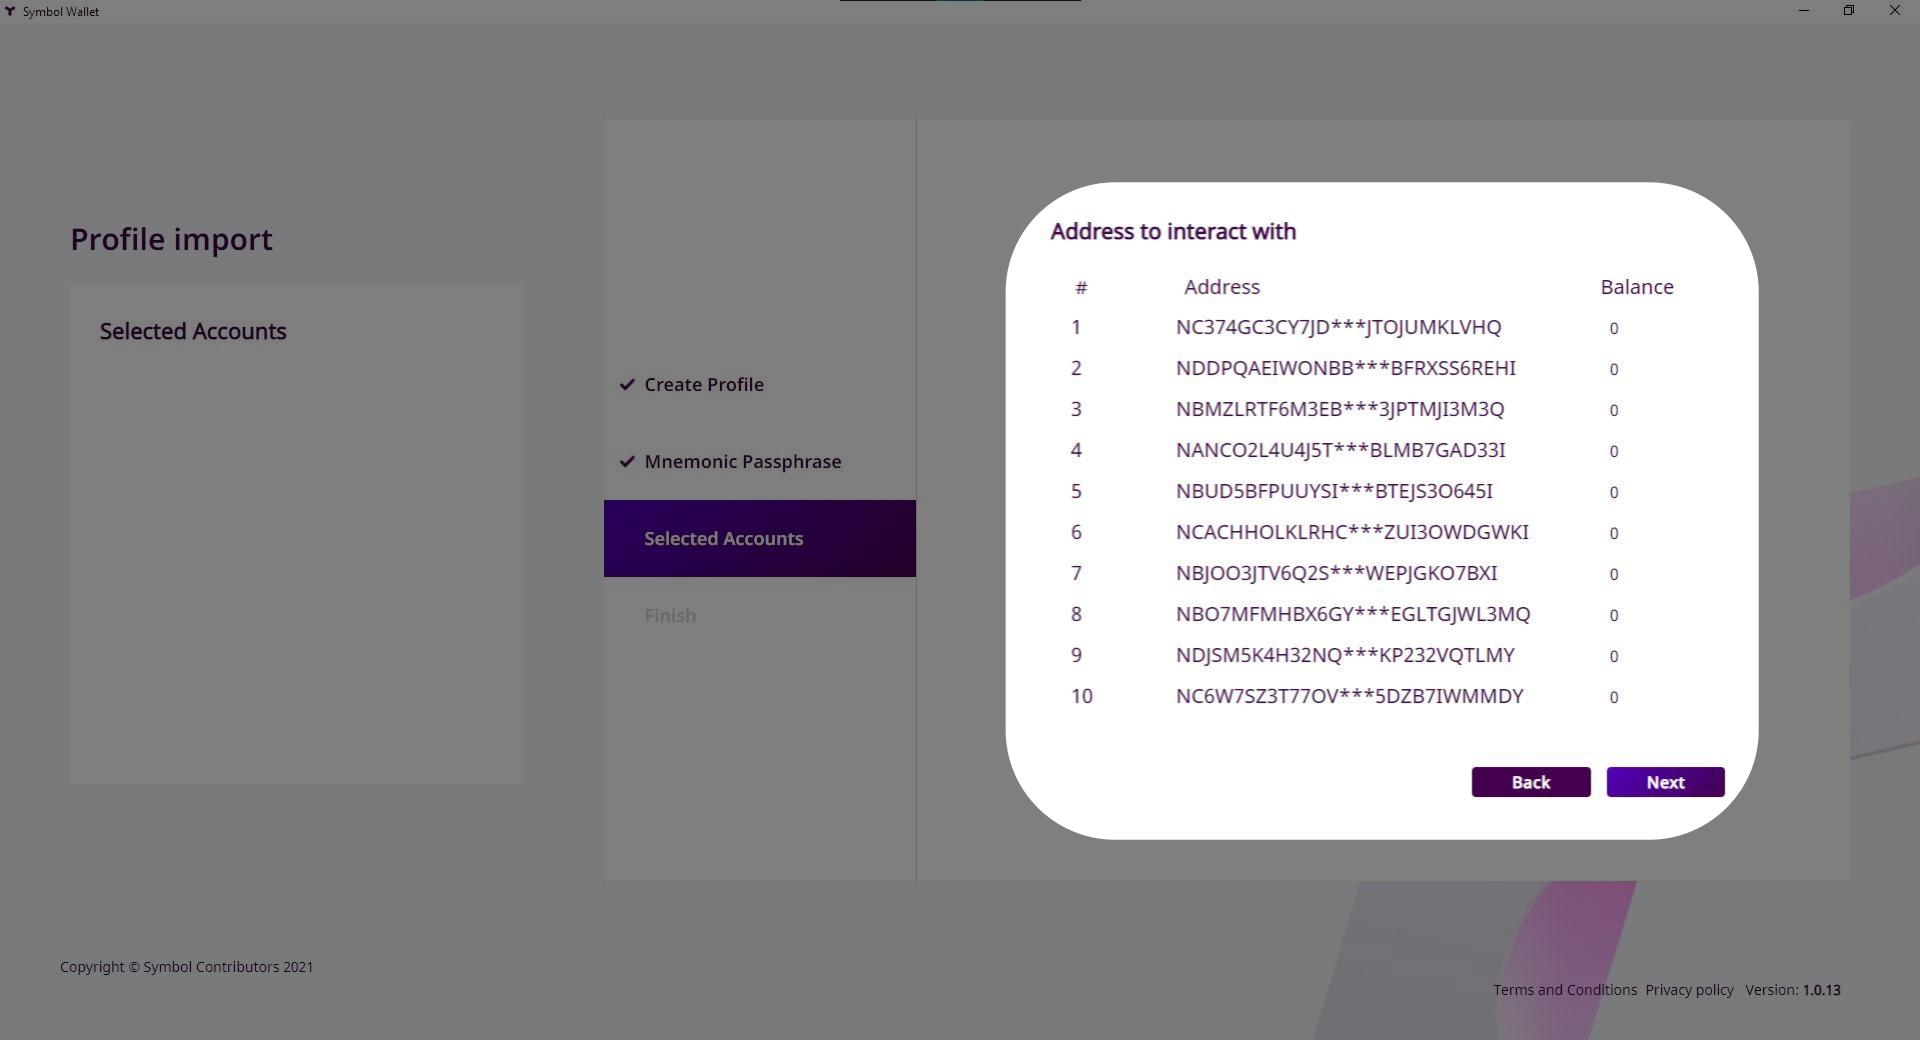 Symbol Wallet
Profile import
Selected Accounts
Create Profile
Mnemonic Passphrase
Selected Accounts
Finish
Address to interact with
# Address Balance
1 NC374GC3CY7JD***JTOJUMKLVHQ 0
2 NDDPQAEIWONBB***BFRXSS6REHI 0
3 NBMZLRTF6M3EB***3JPTMJI3M3Q 0
4 NANCO2L4U4J5T***BLMB7GAD33I 0
5 NBUD5BFPUUYSI***BTEJS3O645I 0
6 NCACHHOLKLRHC***ZUI3OWDGWKI 0
7 NBJOO3JTV6Q2S***WEPJGKO7BXI 0
8 NBO7MFMHBX6GY***EGLTGJWL3MQ 0
9 NDJSM5K4H32NQ***KP232VQTLMY 0
10 NC6W7SZ3T77OV***5DZB7IWMMDY 0
Back Next
Copyright © Symbol Contributors 2021
Terms and Conditions Privacy policy Version: 1.0.13